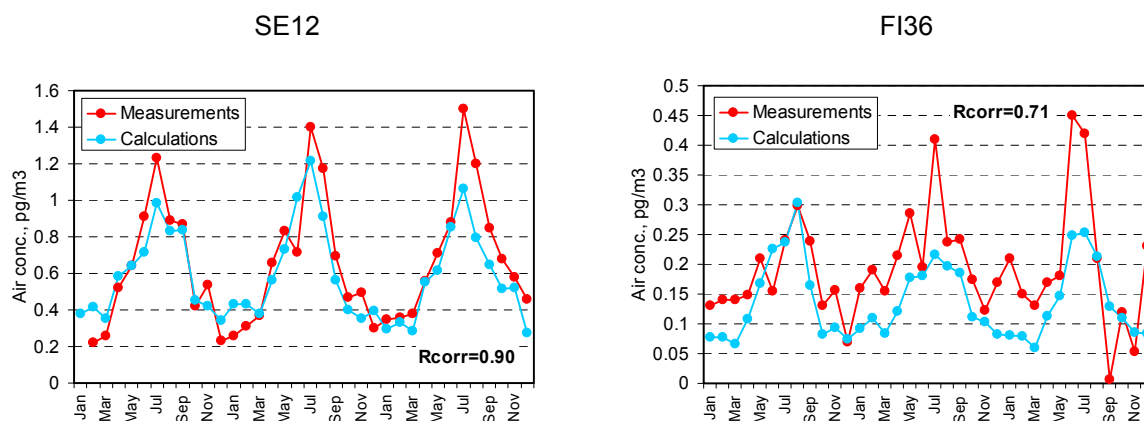 SE12
FI36
Air conc., pg/m3
1.6
1.4
1.2
1
0.8
0.6
0.4
0.2
0
Measurements
Calculations
Rcorr=0.90
Jan Mar May Jul Sep Nov Jan Mar May Jul Sep Nov Jan Mar May Jul Sep Nov
Air conc., pg/m3
0.5
0.45
0.4
0.35
0.3
0.25
0.2
0.15
0.1
0.05
0
Measurements
Calculations
Rcorr=0.71
Jan Mar May Jul Sep Nov Jan Mar May Jul Sep Nov Jan Mar May Jul Sep Nov